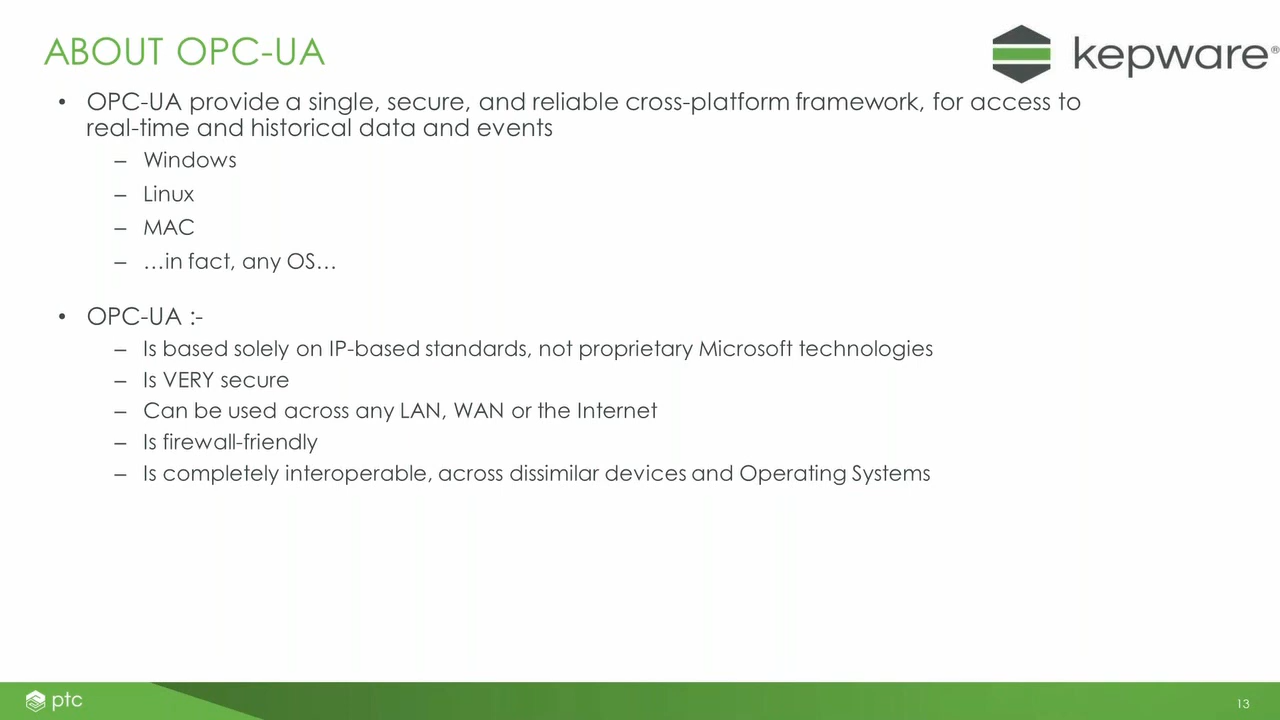 ABOUT OPC-UA
kepware®
• OPC-UA provide a single, secure, and reliable cross-platform framework, for access to
real-time and historical data and events
– Windows
– Linux
– MAC
– …in fact, any OS…
• OPC-UA :-
– Is based solely on IP-based standards, not proprietary Microsoft technologies
– Is VERY secure
– Can be used across any LAN, WAN or the Internet
– Is firewall-friendly
– Is completely interoperable, across dissimilar devices and Operating Systems
ptc
13